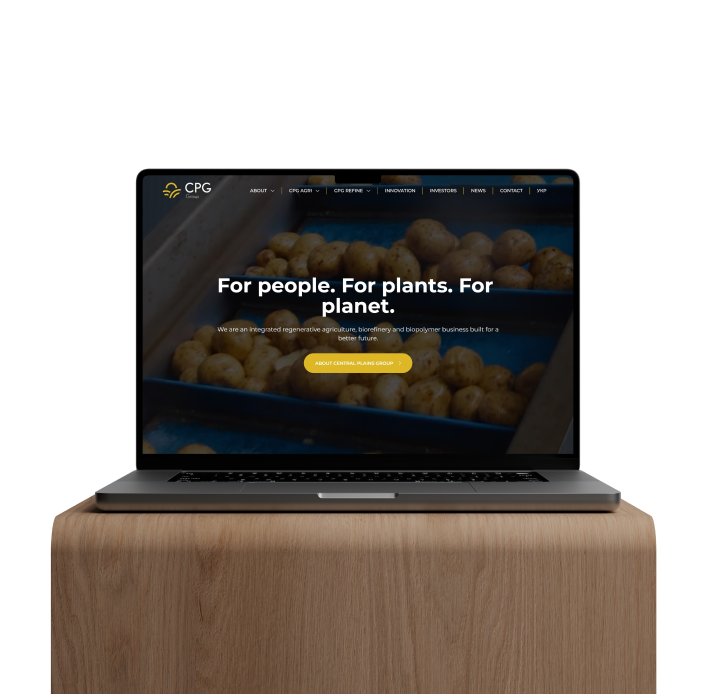 CPG
Group
ABOUT
CPG AGRI
CPG REFINE
INNOVATION
INVESTORS
NEWS
CONTACT
УКР
For people. For plants. For
planet.
We are an integrated regenerative agriculture, biorefinery and biopolymer business built for a
better future.
ABOUT CENTRAL PLAINS GROUP